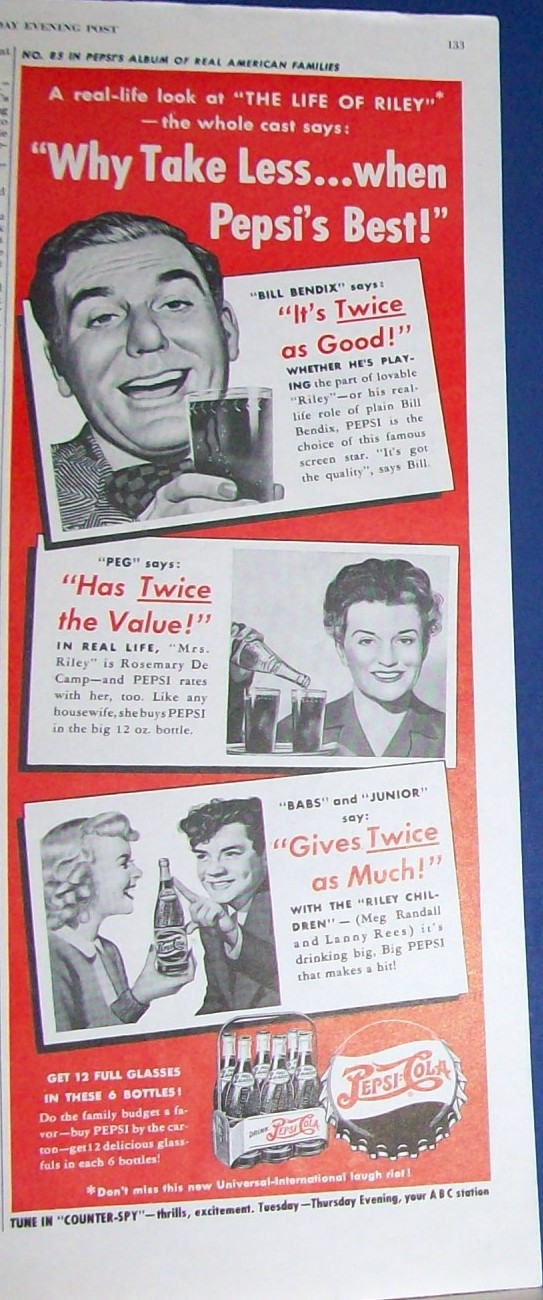 AY EVENING POST
133
NO. 85 IN PEPSI'S ALBUM OF REAL AMERICAN FAMILIES
A real-life look at "THE LIFE OF RILEY"*
—the whole cast says:
"Why Take Less...when
Pepsi's Best!"
"BILL BENDIX" says:
"It's Twice
as Good!"
WHETHER HE'S PLAY-
ING the part of lovable
"Riley"—or his real-
life role of plain Bill
Bendix, PEPSI is the
choice of this famous
screen star. "It's got
the quality", says Bill.
"PEG" says:
"Has Twice
the Value!"
IN REAL LIFE, "Mrs.
Riley" is Rosemary De
Camp—and PEPSI rates
with her, too. Like any
housewife, she buys PEPSI
in the big 12 oz. bottle.
"BABS" and "JUNIOR"
say:
"Gives Twice
as Much!"
WITH THE "RILEY CHIL-
DREN" — (Meg Randall
and Lanny Rees) it's
drinking big, Big PEPSI
that makes a hit!
PEPSI-COLA
GET 12 FULL GLASSES
IN THESE 6 BOTTLES!
Do the family budget a fa-
vor—buy PEPSI by the car-
ton—get 12 delicious glass-
fuls in each 6 bottles!
DRINK PEPSI-COLA
PEPSI-COLA
*Don't miss this new Universal-International laugh riot!
TUNE IN "COUNTER-SPY"—thrills, excitement. Tuesday—Thursday Evening, your ABC station